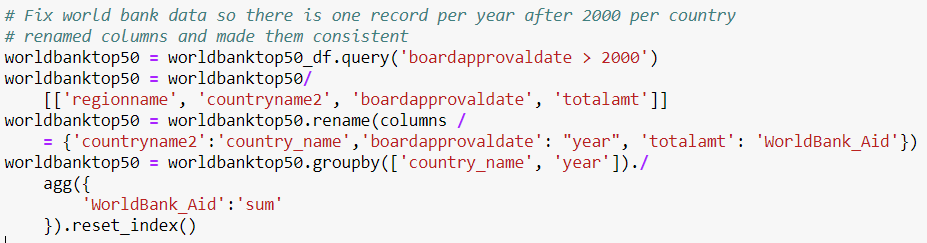 # Fix world bank data so there is one record per year after 2000 per country
# renamed columns and made them consistent
worldbanktop50 = worldbanktop50_df.query('boardapprovaldate > 2000')
worldbanktop50 = worldbanktop50/
    [['regionname', 'countryname2', 'boardapprovaldate', 'totalamt']]
worldbanktop50 = worldbanktop50.rename(columns /
    = {'countryname2':'country_name','boardapprovaldate': "year", 'totalamt': 'WorldBank_Aid'})
worldbanktop50 = worldbanktop50.groupby(['country_name', 'year'])./
    agg({
        'WorldBank_Aid':'sum'
    }).reset_index()